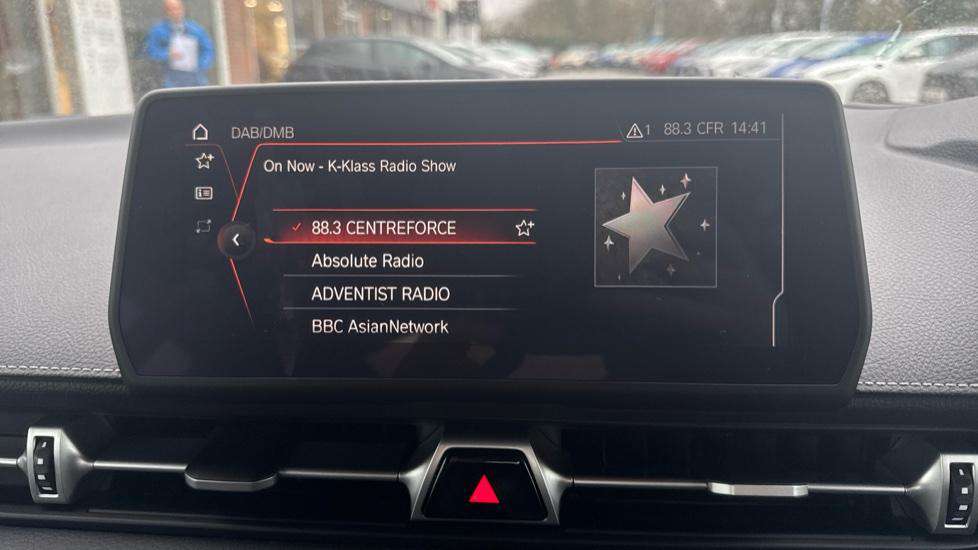 DAB/DMB
1 88.3 CFR 14:41
On Now - K-Klass Radio Show
88.3 CENTREFORCE
Absolute Radio
ADVENTIST RADIO
BBC AsianNetwork